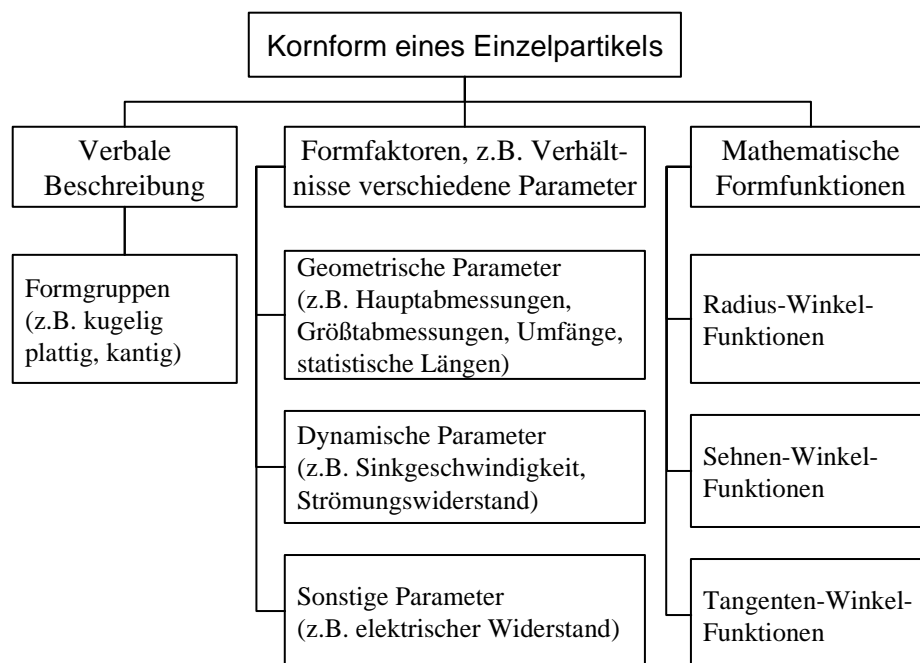 Kornform eines Einzelpartikels
Verbale
Beschreibung
Formgruppen
(z.B. kugelig
plattig, kantig)
Formfaktoren, z.B. Verhält-
nisse verschiedene Parameter
Geometrische Parameter
(z.B. Hauptabmessungen,
Größtabmessungen, Umfänge,
statistische Längen)
Dynamische Parameter
(z.B. Sinkgeschwindigkeit,
Strömungswiderstand)
Sonstige Parameter
(z.B. elektrischer Widerstand)
Mathematische
Formfunktionen
Radius-Winkel-
Funktionen
Sehnen-Winkel-
Funktionen
Tangenten-Winkel-
Funktionen